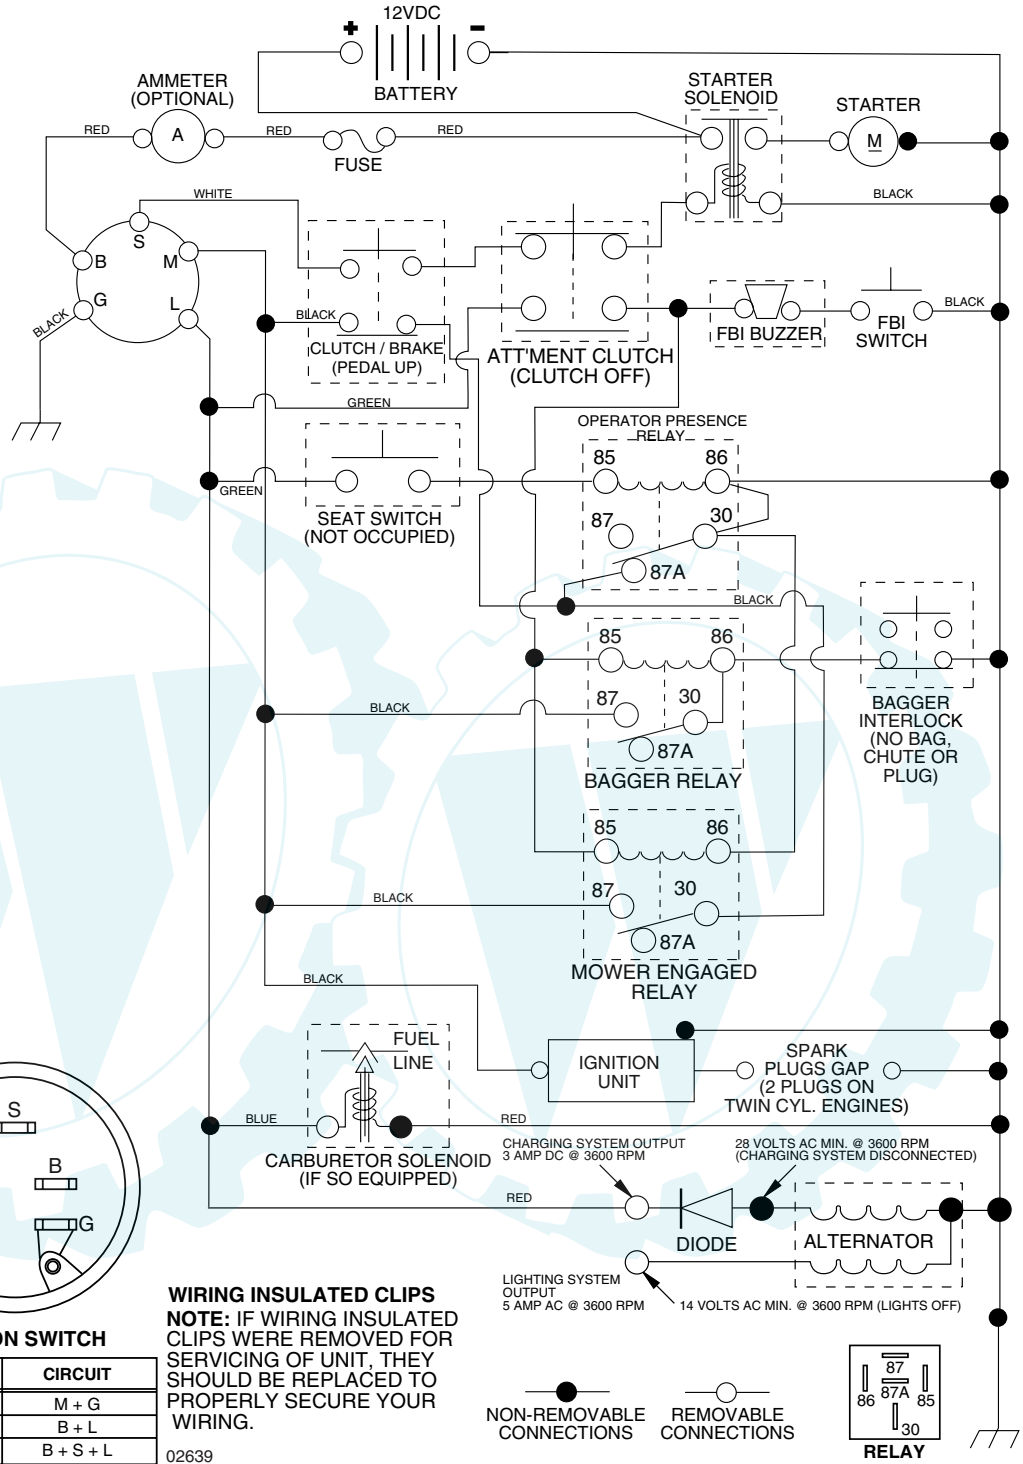 12VDC
+
-
BATTERY
AMMETER
(OPTIONAL)
A
RED
RED
FUSE
RED
STARTER
SOLENOID
STARTER
M
BLACK
WHITE
S
B
M
G
L
BLACK
BLACK
CLUTCH / BRAKE
(PEDAL UP)
ATT'MENT CLUTCH
(CLUTCH OFF)
FBI BUZZER
FBI
SWITCH
BLACK
GREEN
OPERATOR PRESENCE
RELAY
85
86
87
30
87A
GREEN
SEAT SWITCH
(NOT OCCUPIED)
BLACK
85
86
87
30
87A
BAGGER RELAY
BLACK
BAGGER
INTERLOCK
(NO BAG,
CHUTE OR
PLUG)
85
86
87
30
87A
MOWER ENGAGED
RELAY
BLACK
BLACK
FUEL
LINE
IGNITION
UNIT
SPARK
PLUGS GAP
(2 PLUGS ON
TWIN CYL. ENGINES)
BLUE
RED
CARBURETOR SOLENOID
(IF SO EQUIPPED)
CHARGING SYSTEM OUTPUT
3 AMP DC @ 3600 RPM
28 VOLTS AC MIN. @ 3600 RPM
(CHARGING SYSTEM DISCONNECTED)
RED
DIODE
ALTERNATOR
LIGHTING SYSTEM
OUTPUT
5 AMP AC @ 3600 RPM
14 VOLTS AC MIN. @ 3600 RPM (LIGHTS OFF)
S
B
G
ON SWITCH
CIRCUIT
M + G
B + L
B + S + L
WIRING INSULATED CLIPS
NOTE: IF WIRING INSULATED
CLIPS WERE REMOVED FOR
SERVICING OF UNIT, THEY
SHOULD BE REPLACED TO
PROPERLY SECURE YOUR
WIRING.
02639
NON-REMOVABLE
CONNECTIONS
REMOVABLE
CONNECTIONS
87
87A
86
85
30
RELAY